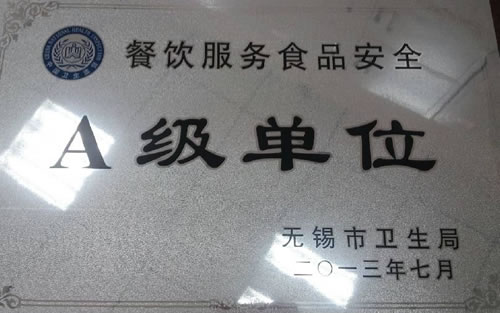 餐饮服务食品安全
A级单位
无锡市卫生局
二〇一三年七月